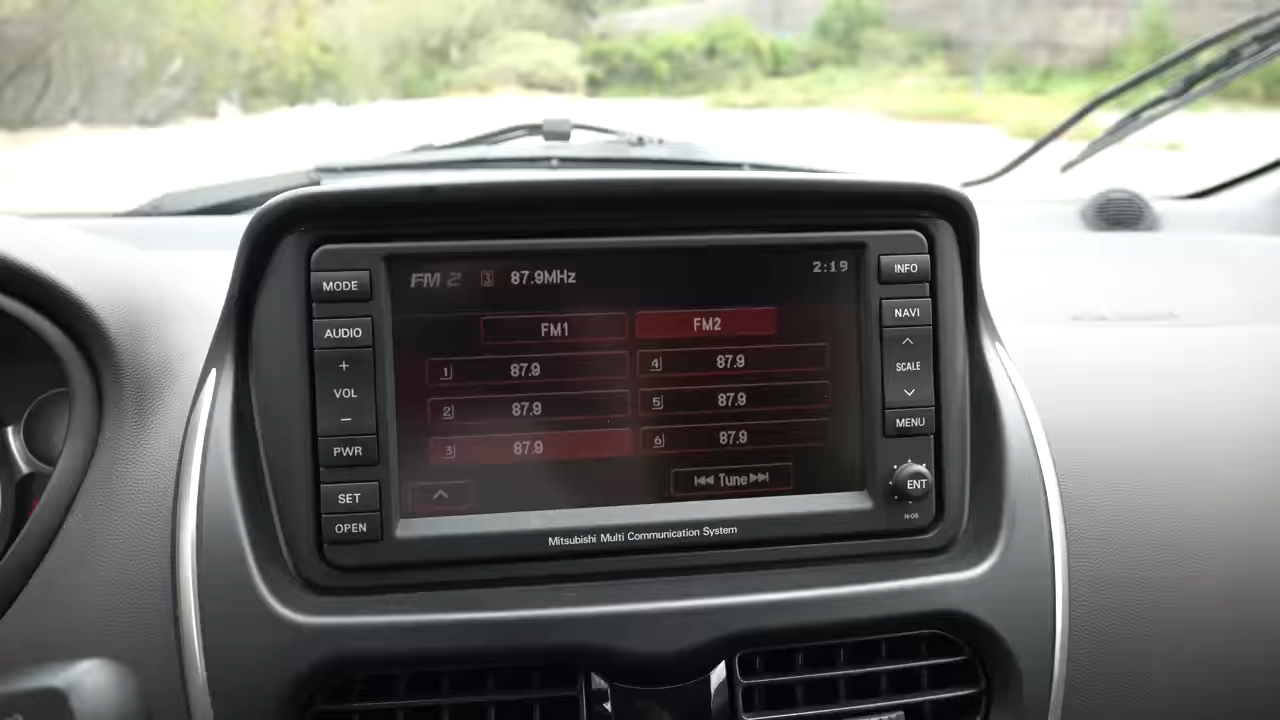 MODE
AUDIO
+
VOL
−
PWR
SET
OPEN
FM 2 3 87.9MHz 2:19
FM1 FM2
1 87.9 4 87.9
2 87.9 5 87.9
3 87.9 6 87.9
Tune
Mitsubishi Multi Communication System
INFO
NAVI
SCALE
MENU
ENT
N-06